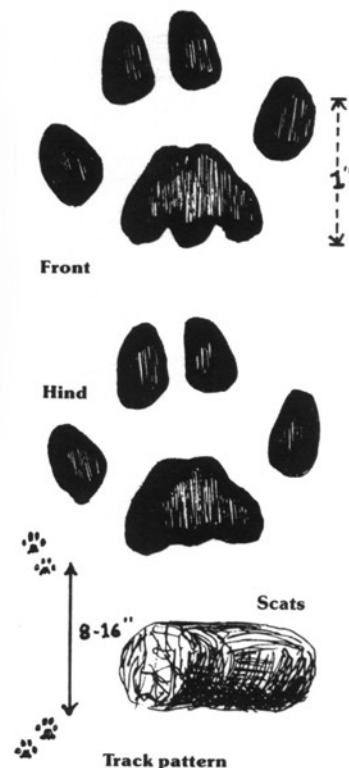 1"
Front
Hind
Scats
8-16"
Track pattern